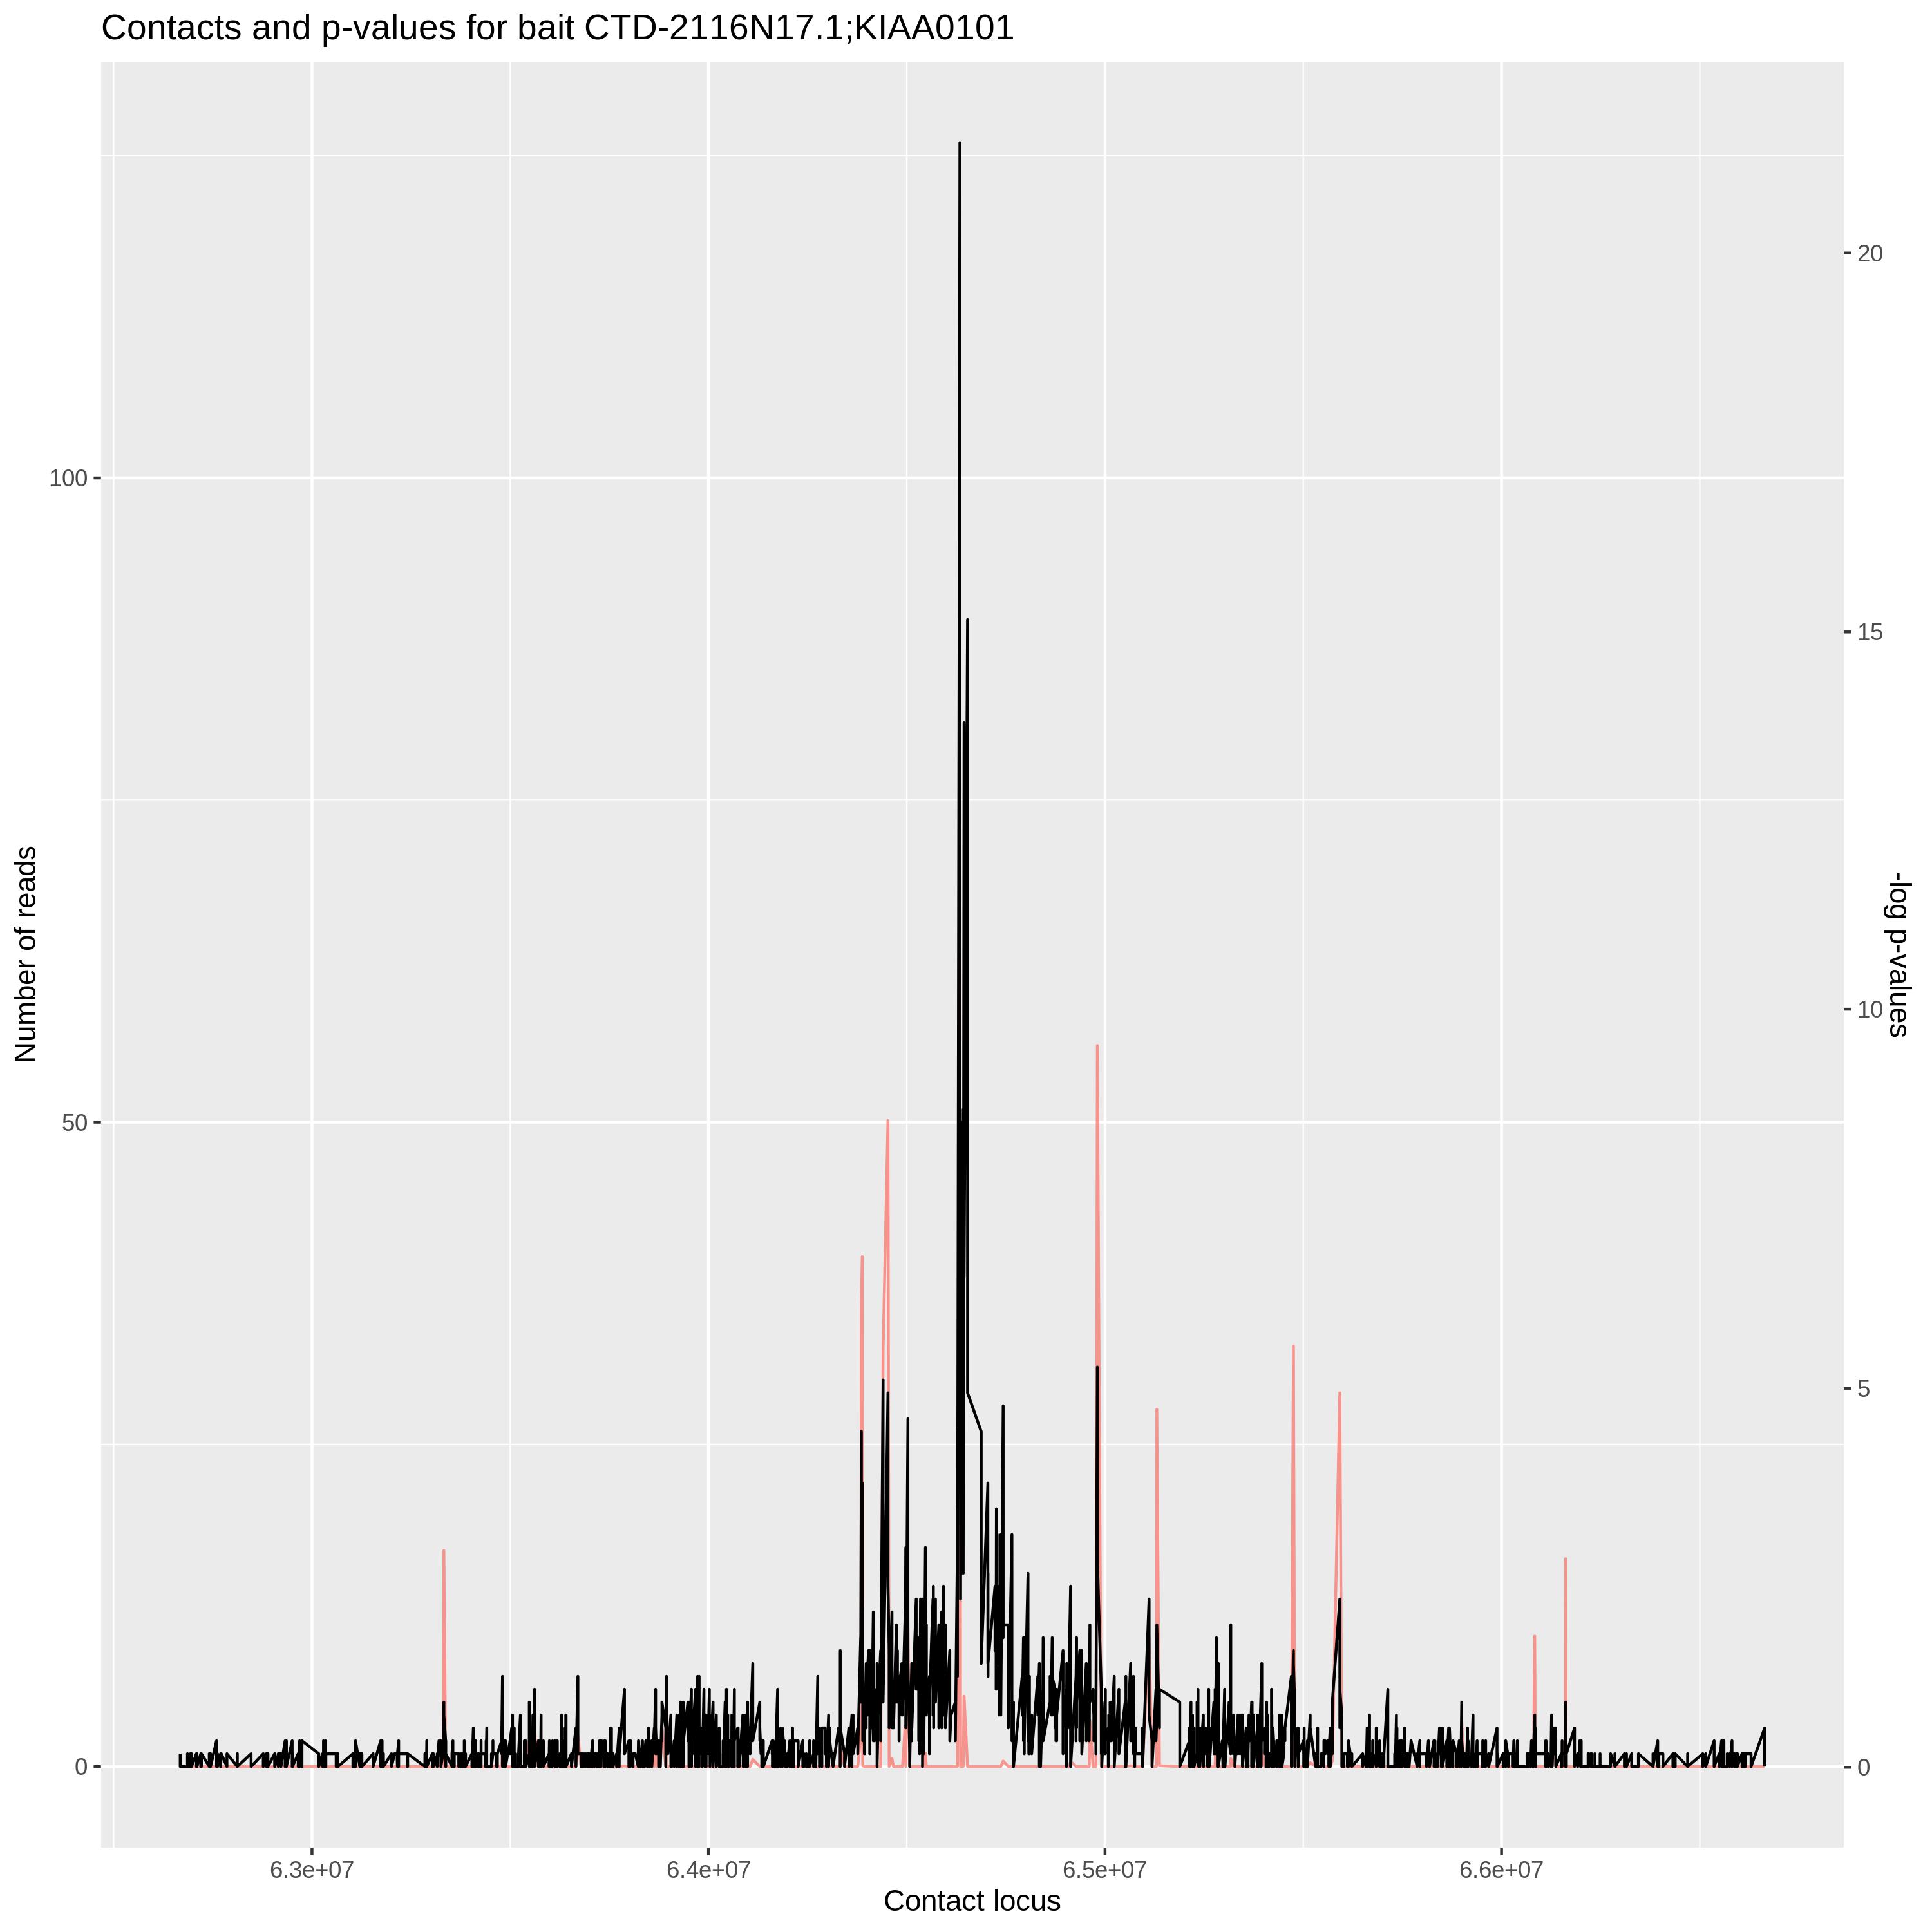 Contacts and p-values for bait CTD-2116N17.1;KIAA0101
Number of reads
100
50
0
20
15
10
5
0
-log p-values
6.3e+07
6.4e+07
6.5e+07
6.6e+07
Contact locus